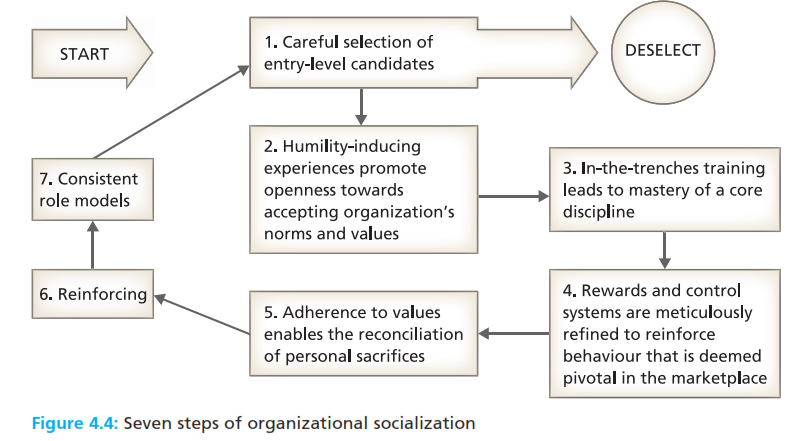 START
1. Careful selection of
entry-level candidates
DESELECT
2. Humility-inducing
experiences promote
openness towards
accepting organization's
norms and values
3. In-the-trenches training
leads to mastery of a core
discipline
4. Rewards and control
systems are meticulously
refined to reinforce
behaviour that is deemed
pivotal in the marketplace
5. Adherence to values
enables the reconciliation
of personal sacrifices
6. Reinforcing
7. Consistent
role models
Figure 4.4: Seven steps of organizational socialization